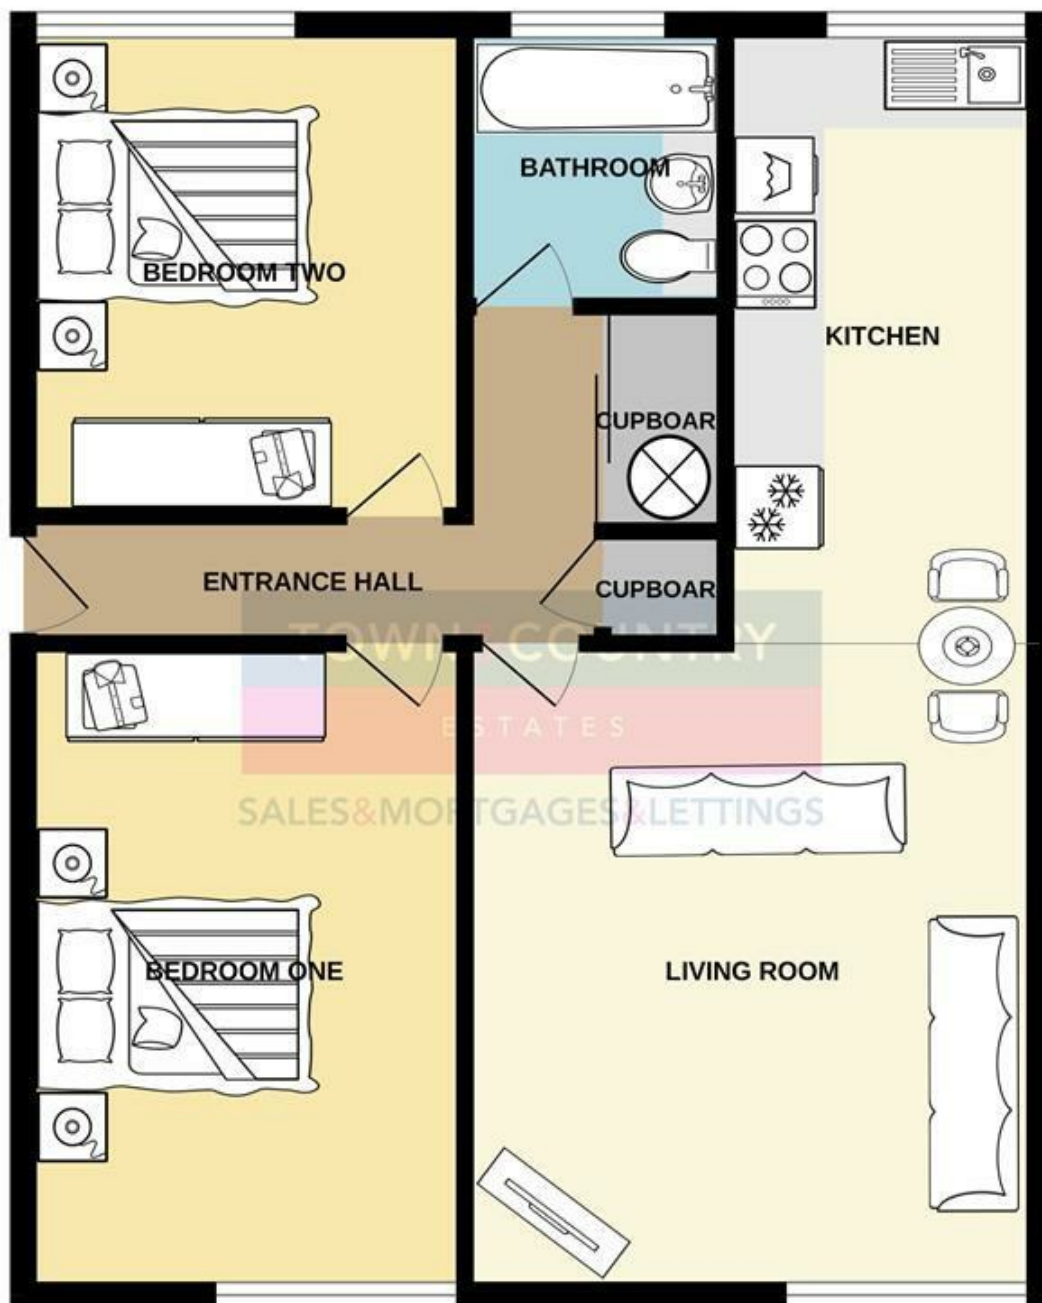 BATHROOM
BEDROOM TWO
KITCHEN
CUPBOAR
ENTRANCE HALL
CUPBOAR
TOWN&COUNTRY
ESTATES
SALES&MORTGAGES&LETTINGS
BEDROOM ONE
LIVING ROOM